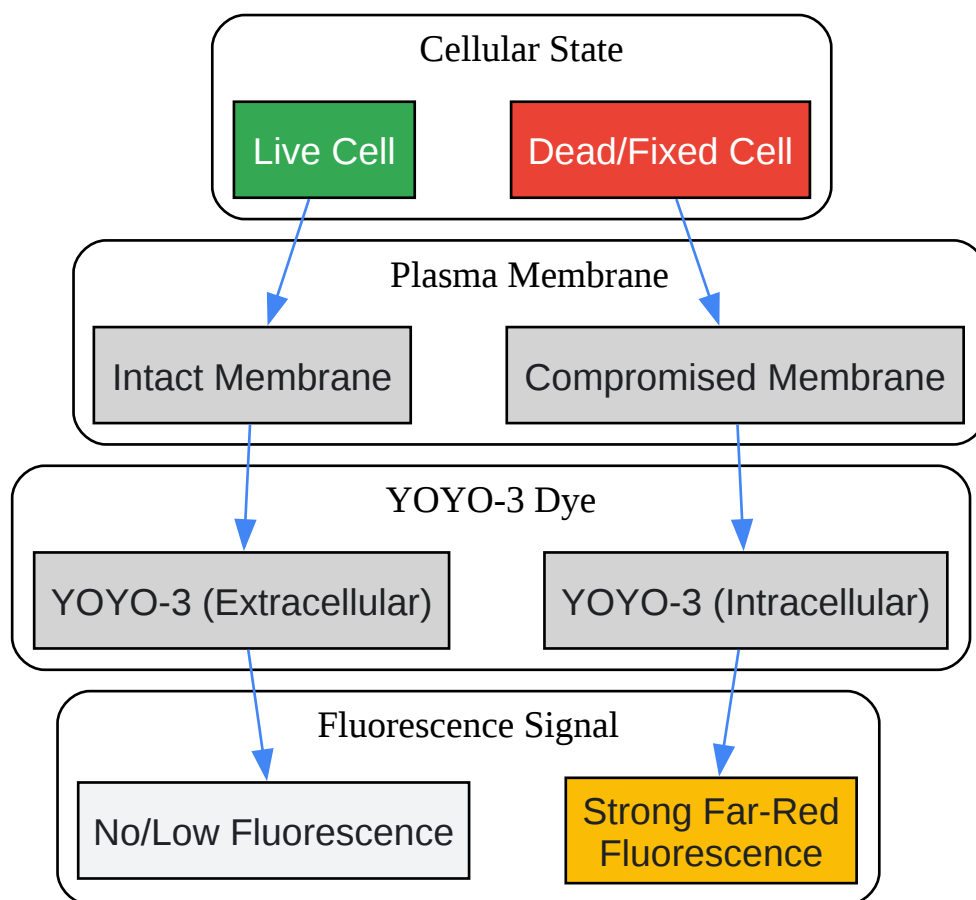 Cellular State
Live Cell
Dead/Fixed Cell
Plasma Membrane
Intact Membrane
Compromised Membrane
YOYO-3 Dye
YOYO-3 (Extracellular)
YOYO-3 (Intracellular)
Fluorescence Signal
No/Low Fluorescence
Strong Far-Red
Fluorescence